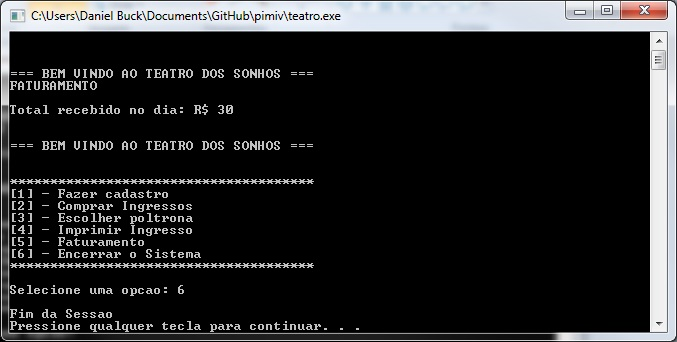 C:\Users\Daniel Buck\Documents\GitHub\pimiv\teatro.exe
=== BEM VINDO AO TEATRO DOS SONHOS ===
FATURAMENTO
Total recebido no dia: R$ 30
=== BEM VINDO AO TEATRO DOS SONHOS ===
**************************************
[1] - Fazer cadastro
[2] - Comprar Ingressos
[3] - Escolher poltrona
[4] - Imprimir Ingresso
[5] - Faturamento
[6] - Encerrar o Sistema
**************************************
Selecione uma opcao: 6
Fim da Sessao
Pressione qualquer tecla para continuar. . .